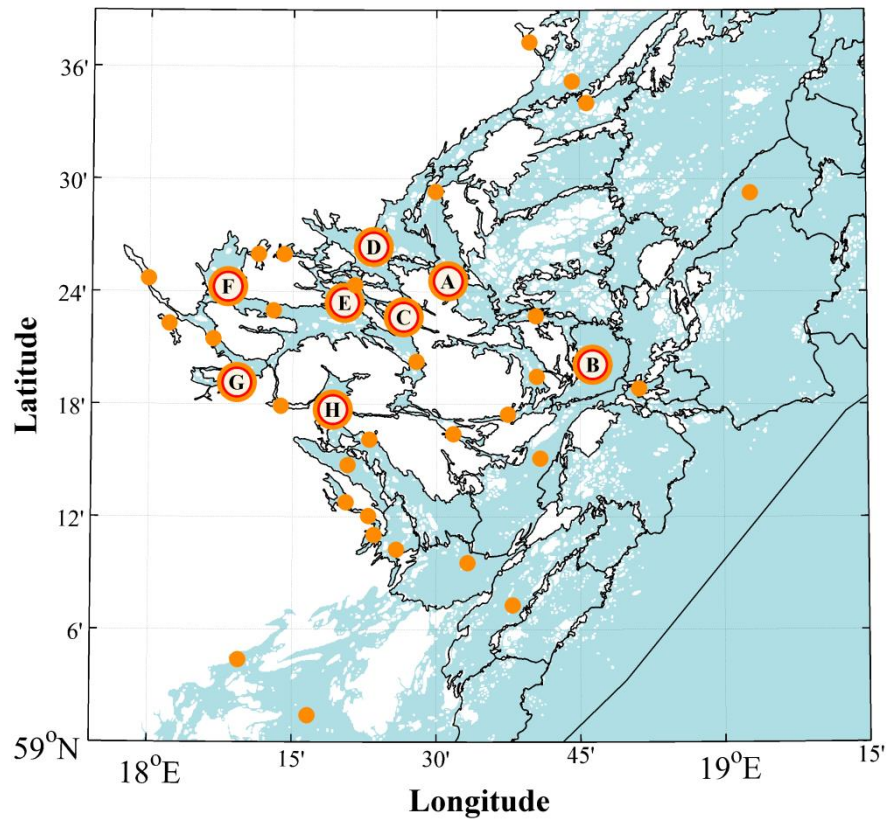 36'
30'
D
A
F
24'
E
C
B
G
18'
H
12'
6'
59°N
18°E
15'
30'
45'
19°E
15'
Latitude
Longitude